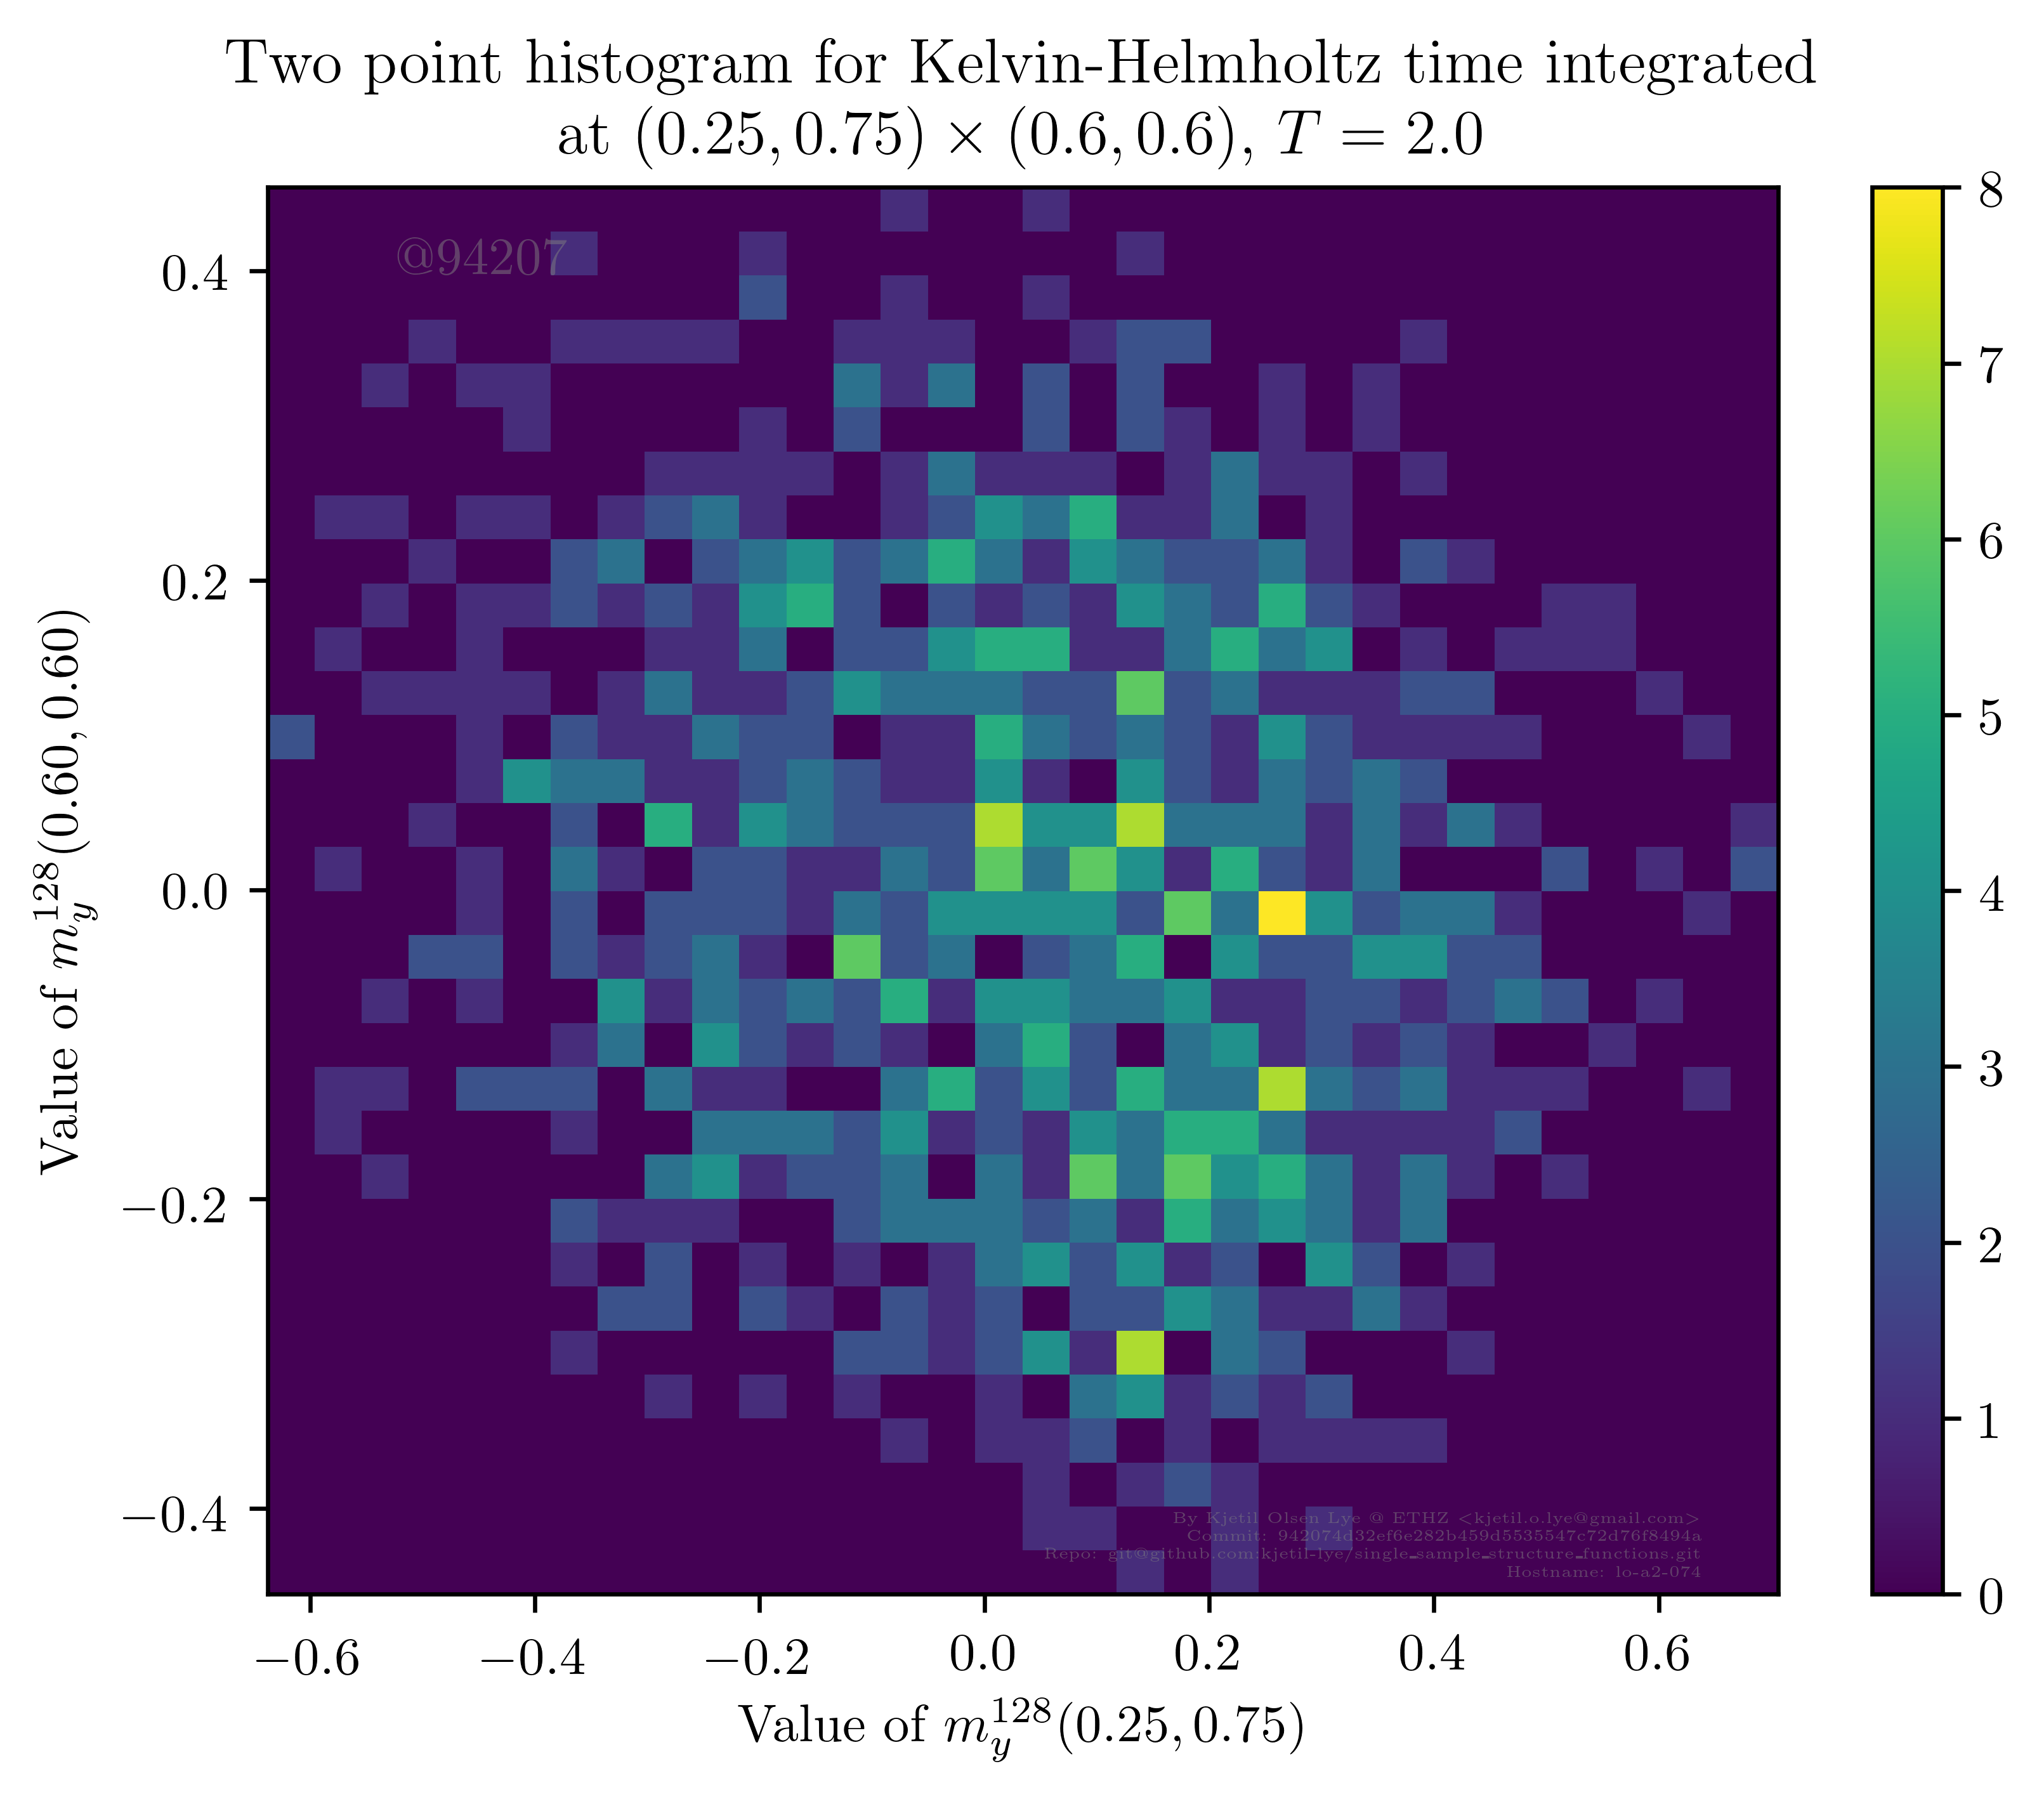 Two point histogram for Kelvin-Helmholtz time integrated
at (0.25, 0.75) × (0.6, 0.6), T = 2.0
@94207
8
7
6
5
4
3
2
1
0
0.4
0.2
0.0
−0.2
−0.4
Value of m_y^128(0.60, 0.60)
By Kjetil Olsen Lye @ ETHZ <kjetil.o.lye@gmail.com>
Commit: 942074d32ef6e282b459d5535547c72d76f8494a
Repo: git@github.com:kjetil-lye/single_sample_structure_functions.git
Hostname: lo-a2-074
−0.6 −0.4 −0.2 0.0 0.2 0.4 0.6
Value of m_y^128(0.25, 0.75)